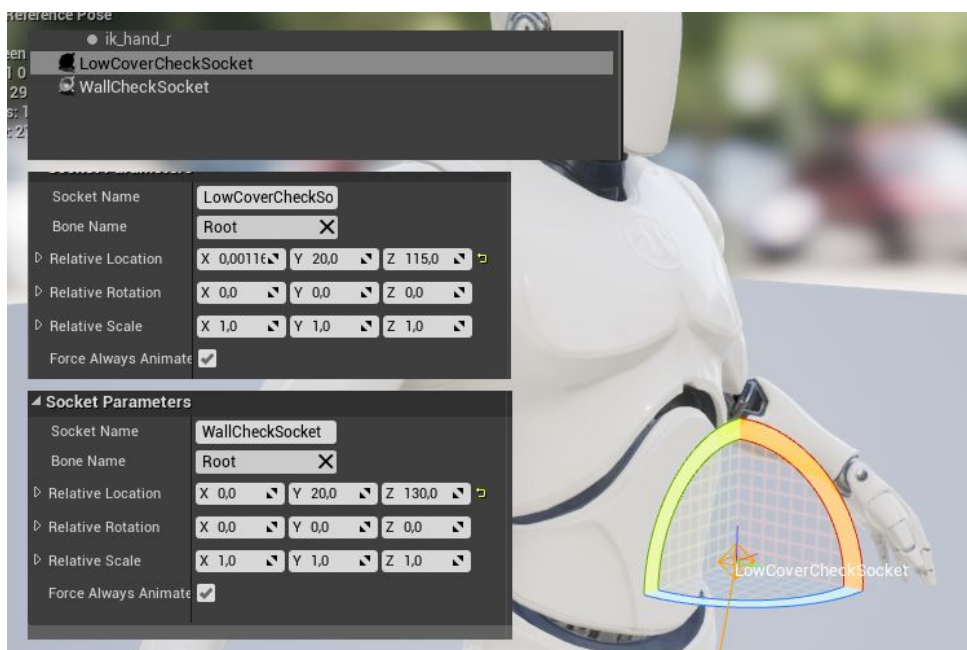 Reference Pose
ik_hand_r
LowCoverCheckSocket
WallCheckSocket
Socket Name LowCoverCheckSo
Bone Name Root
Relative Location X 0,00116 Y 20,0 Z 115,0
Relative Rotation X 0,0 Y 0,0 Z 0,0
Relative Scale X 1,0 Y 1,0 Z 1,0
Force Always Animate
Socket Parameters
Socket Name WallCheckSocket
Bone Name Root
Relative Location X 0,0 Y 20,0 Z 130,0
Relative Rotation X 0,0 Y 0,0 Z 0,0
Relative Scale X 1,0 Y 1,0 Z 1,0
Force Always Animate
LowCoverCheckSocket